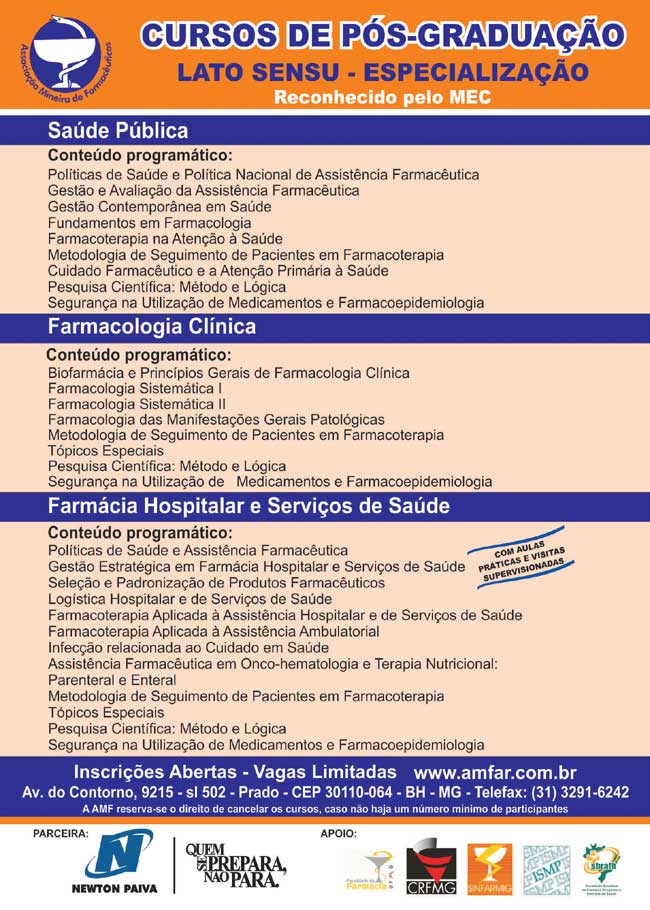 Associação Mineira de Farmacêuticos
CURSOS DE PÓS-GRADUAÇÃO
LATO SENSU - ESPECIALIZAÇÃO
Reconhecido pelo MEC
Saúde Pública
Conteúdo programático:
Políticas de Saúde e Política Nacional de Assistência Farmacêutica
Gestão e Avaliação da Assistência Farmacêutica
Gestão Contemporânea em Saúde
Fundamentos em Farmacologia
Farmacoterapia na Atenção à Saúde
Metodologia de Seguimento de Pacientes em Farmacoterapia
Cuidado Farmacêutico e a Atenção Primária à Saúde
Pesquisa Científica: Método e Lógica
Segurança na Utilização de Medicamentos e Farmacoepidemiologia
Farmacologia Clínica
Conteúdo programático:
Biofarmácia e Princípios Gerais de Farmacologia Clínica
Farmacologia Sistemática I
Farmacologia Sistemática II
Farmacologia das Manifestações Gerais Patológicas
Metodologia de Seguimento de Pacientes em Farmacoterapia
Tópicos Especiais
Pesquisa Científica: Método e Lógica
Segurança na Utilização de Medicamentos e Farmacoepidemiologia
Farmácia Hospitalar e Serviços de Saúde
Conteúdo programático:
Políticas de Saúde e Assistência Farmacêutica
Gestão Estratégica em Farmácia Hospitalar e Serviços de Saúde
Seleção e Padronização de Produtos Farmacêuticos
Logística Hospitalar e de Serviços de Saúde
Farmacoterapia Aplicada à Assistência Hospitalar e de Serviços de Saúde
Farmacoterapia Aplicada à Assistência Ambulatorial
Infecção relacionada ao Cuidado em Saúde
Assistência Farmacêutica em Onco-hematologia e Terapia Nutricional:
Parenteral e Enteral
Metodologia de Seguimento de Pacientes em Farmacoterapia
Tópicos Especiais
Pesquisa Científica: Método e Lógica
Segurança na Utilização de Medicamentos e Farmacoepidemiologia
COM AULAS
PRÁTICAS E VISITAS
SUPERVISIONADAS
Inscrições Abertas - Vagas Limitadas www.amfar.com.br
Av. do Contorno, 9215 - sl 502 - Prado - CEP 30110-064 - BH - MG - Telefax: (31) 3291-6242
A AMF reserva-se o direito de cancelar os cursos, caso não haja um número mínimo de participantes
PARCEIRA:
NEWTON PAIVA
QUEM
SE PREPARA,
NÃO PARA.
APOIO:
Faculdade de
Farmácia
UFMG
CRFMG
SINFARMIG
ISMP
sbrafh